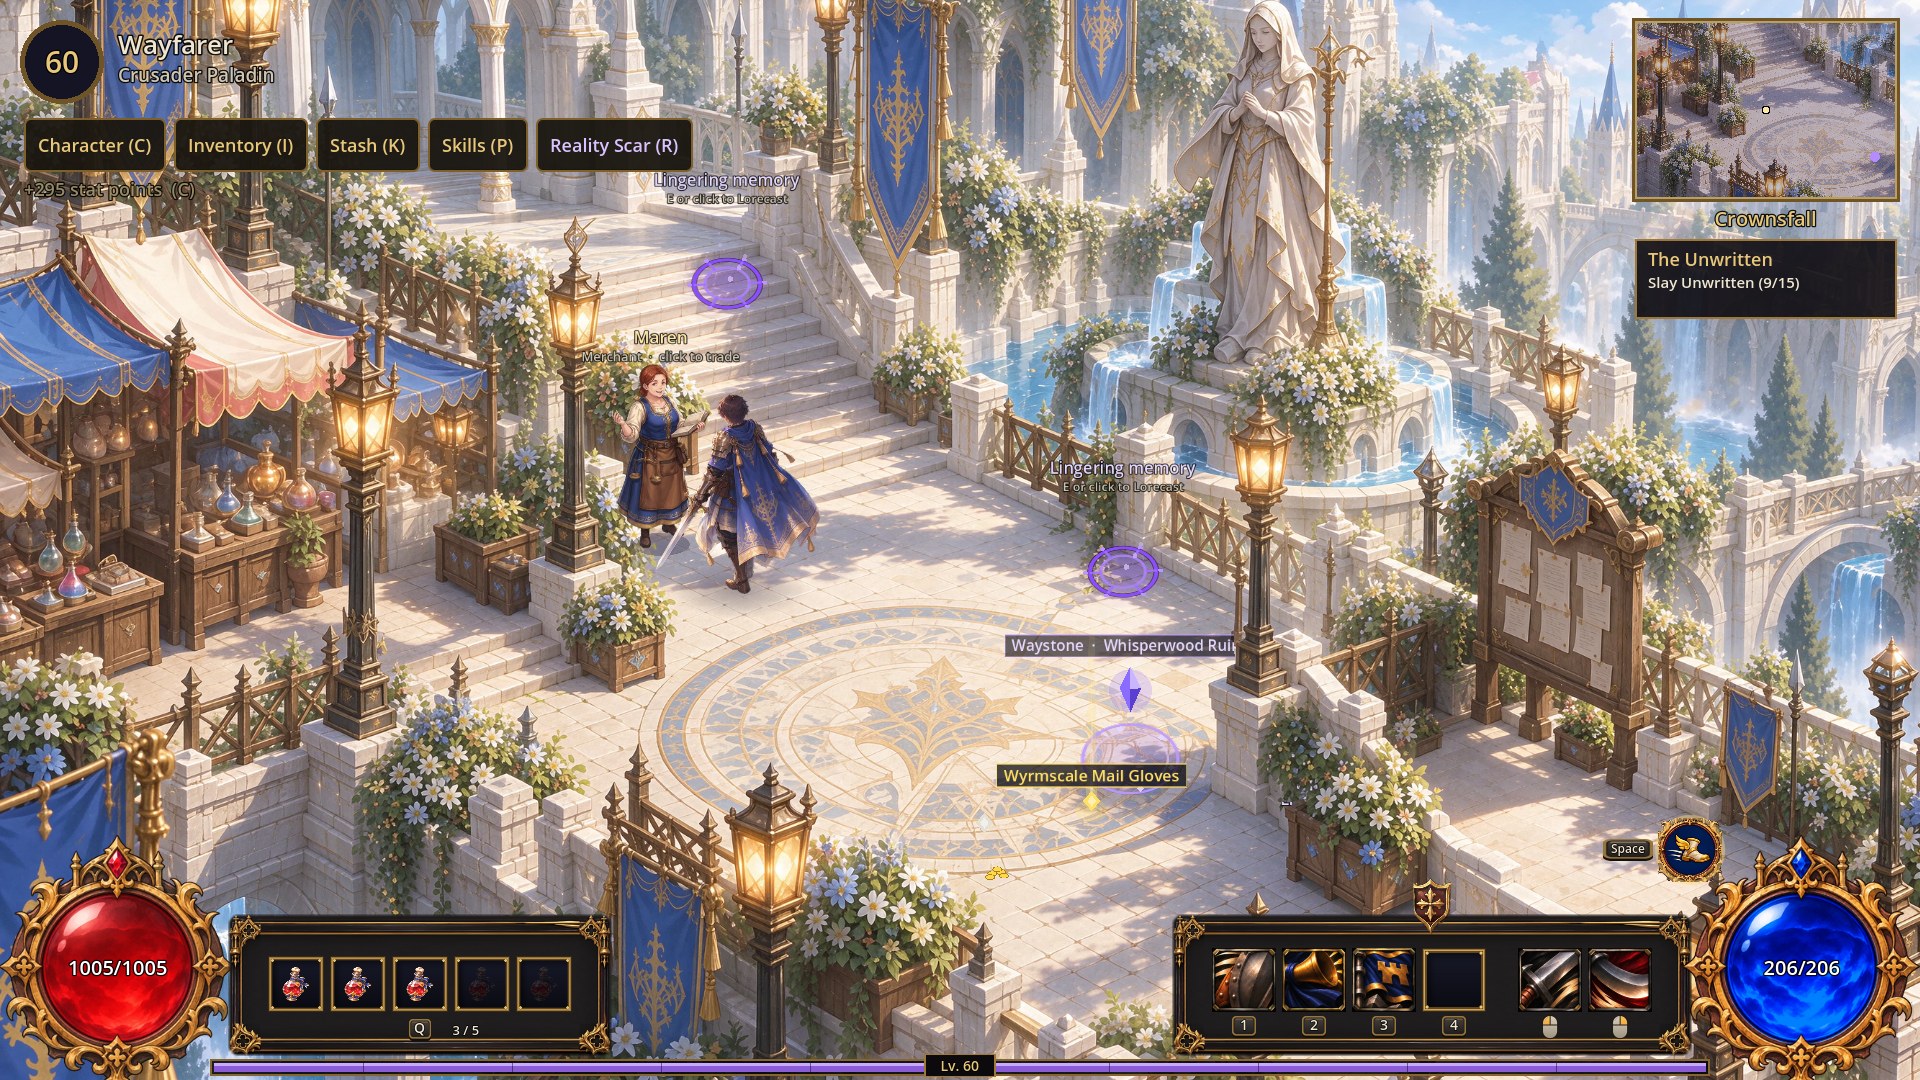 60
Wayfarer
Crusader Paladin
Character (C)
Inventory (I)
Stash (K)
Skills (P)
Reality Scar (R)
+295 stat points (C)
Lingering memory
E or click to Lorecast
Crownsfall
The Unwritten
Slay Unwritten (9/15)
Maren
Merchant · click to trade
Lingering memory
E or click to Lorecast
Waystone · Whisperwood Rui
Wyrmscale Mail Gloves
Space
1005/1005
Q
3 / 5
1
2
3
4
206/206
Lv. 60